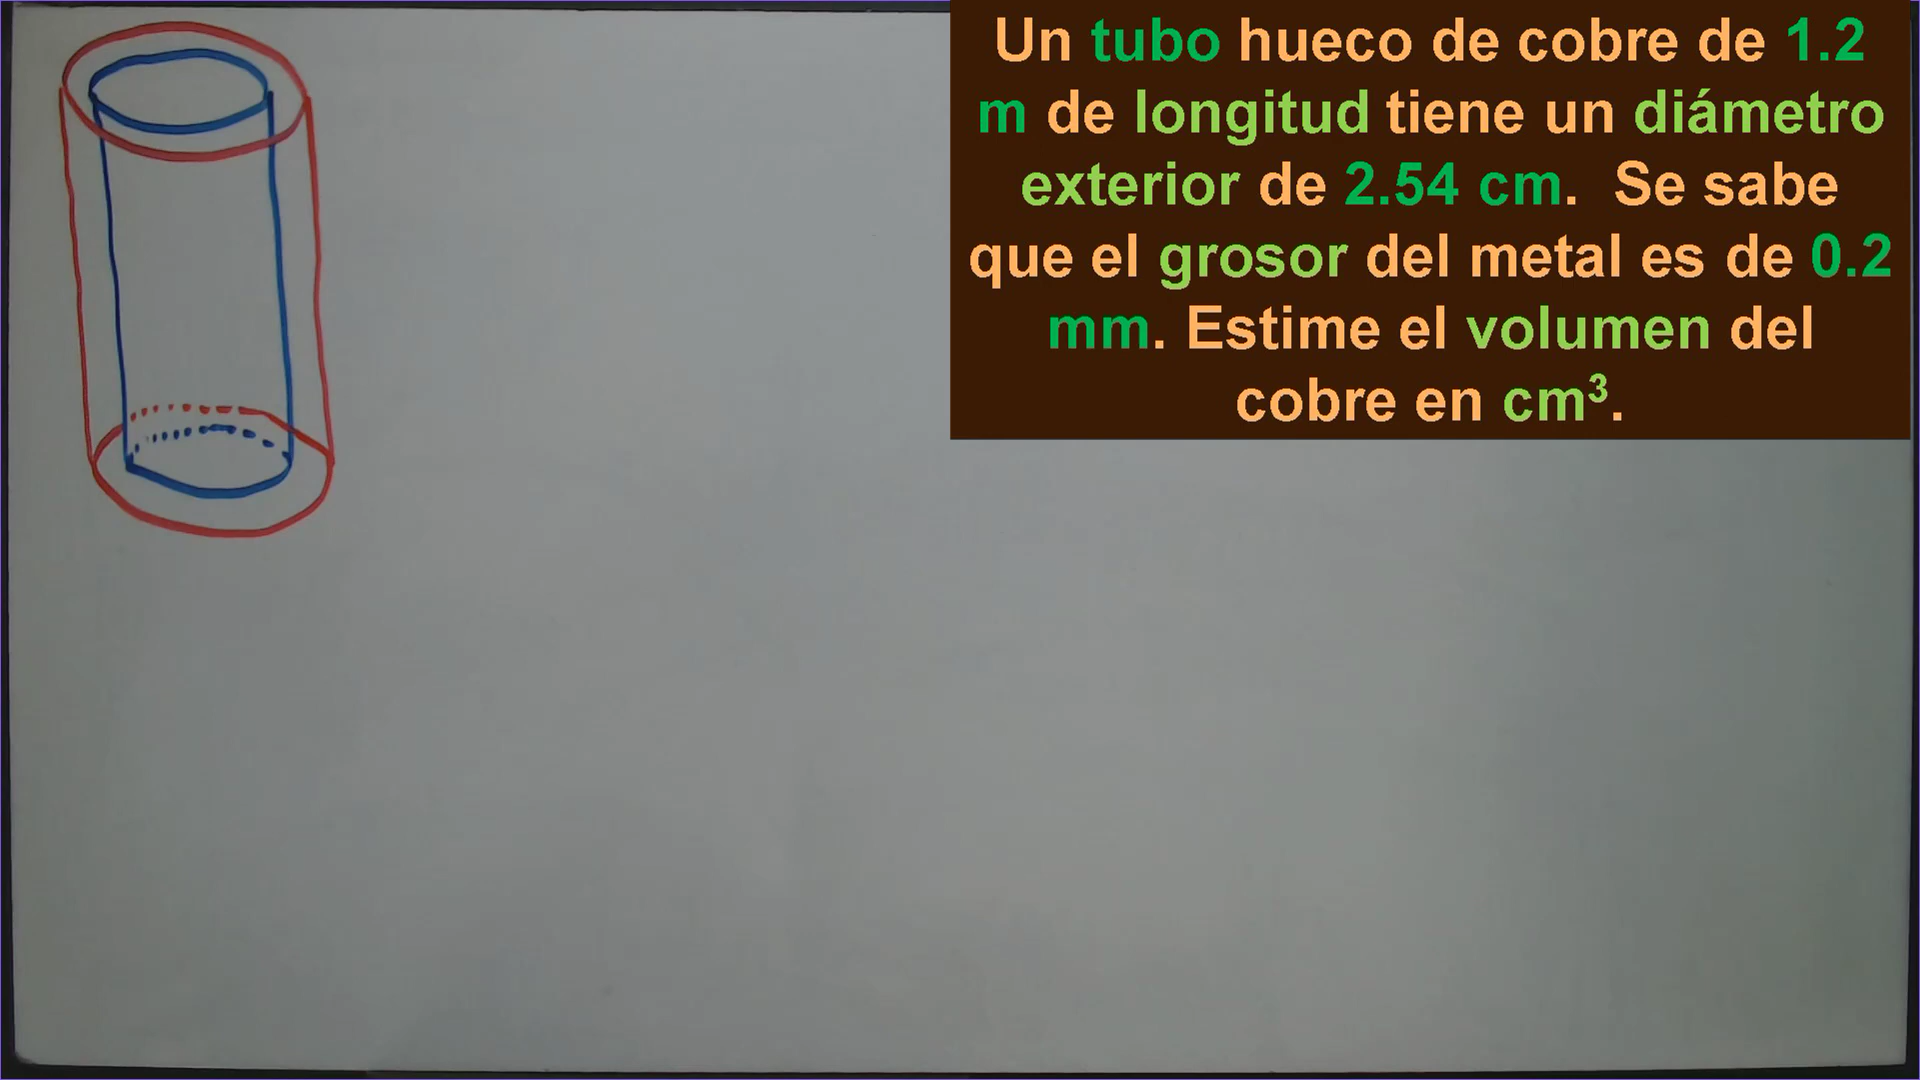 Un tubo hueco de cobre de 1.2
m de longitud tiene un diámetro
exterior de 2.54 cm.  Se sabe
que el grosor del metal es de 0.2
mm. Estime el volumen del
cobre en cm³.